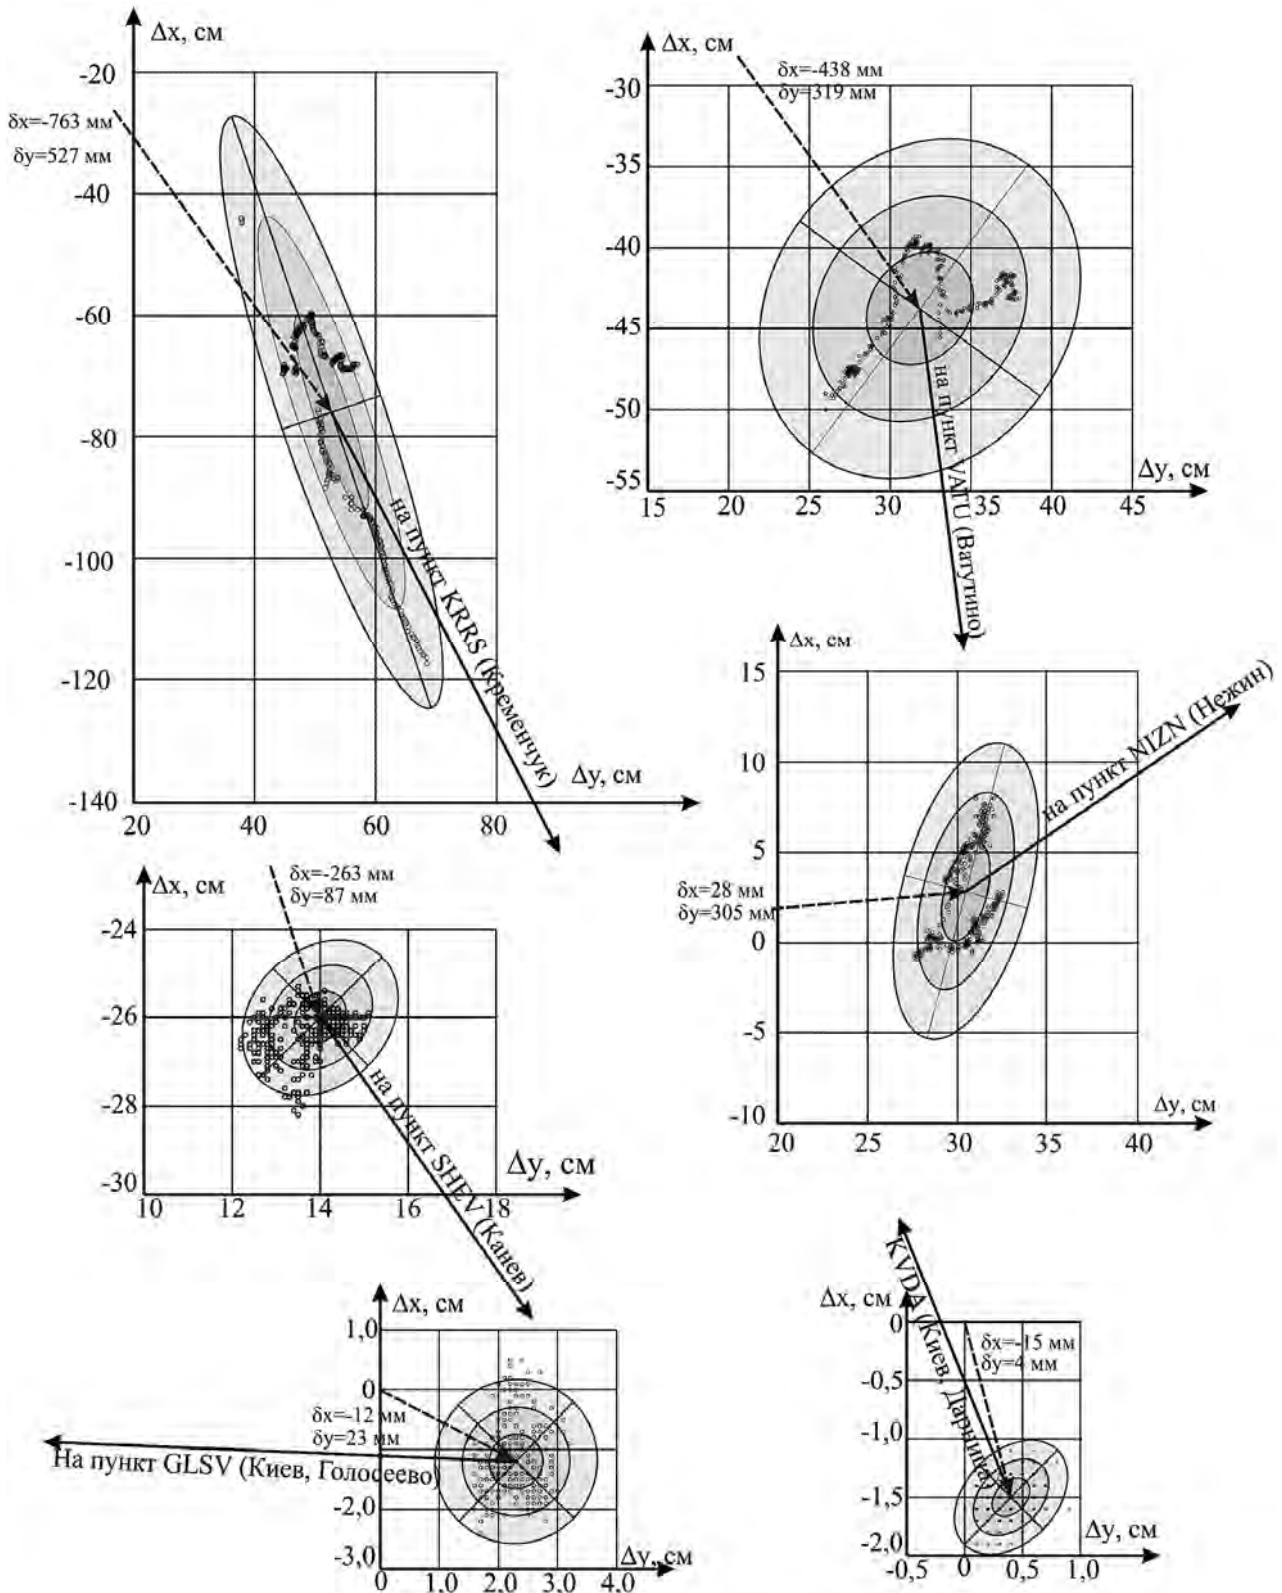 Δx, см
-20
δx=-763 мм
δy=527 мм
-40
-60
-80
-100
-120
-140
20
40
60
80
Δy, см
на пункт KRRS (Кременчук)
Δx, см
δx=-438 мм
δy=319 мм
-30
-35
-40
-45
-50
-55
15
20
25
30
35
40
45
Δy, см
на пункт VATU (Ватутино)
Δx, см
15
10
5
0
-5
-10
δx=28 мм
δy=305 мм
20
25
30
35
40
Δy, см
на пункт NIZN (Нежин)
Δx, см
δx=-263 мм
δy=87 мм
-24
-26
-28
-30
10
12
14
16
18
Δy, см
на пункт SHEV (Канев)
Δx, см
1,0
0
δx=-12 мм
δy=23 мм
На пункт GLSV (Киев, Голосеево)
-2,0
-3,0
0
1.0
2.0
3.0
4.0
Δy, см
Δx, см
0
δx=-15 мм
δy=4 мм
-0,5
-1,0
-1,5
-2,0
-0,5
0
0,5
1,0
Δy, см
KVDA (Киев, Дарница)